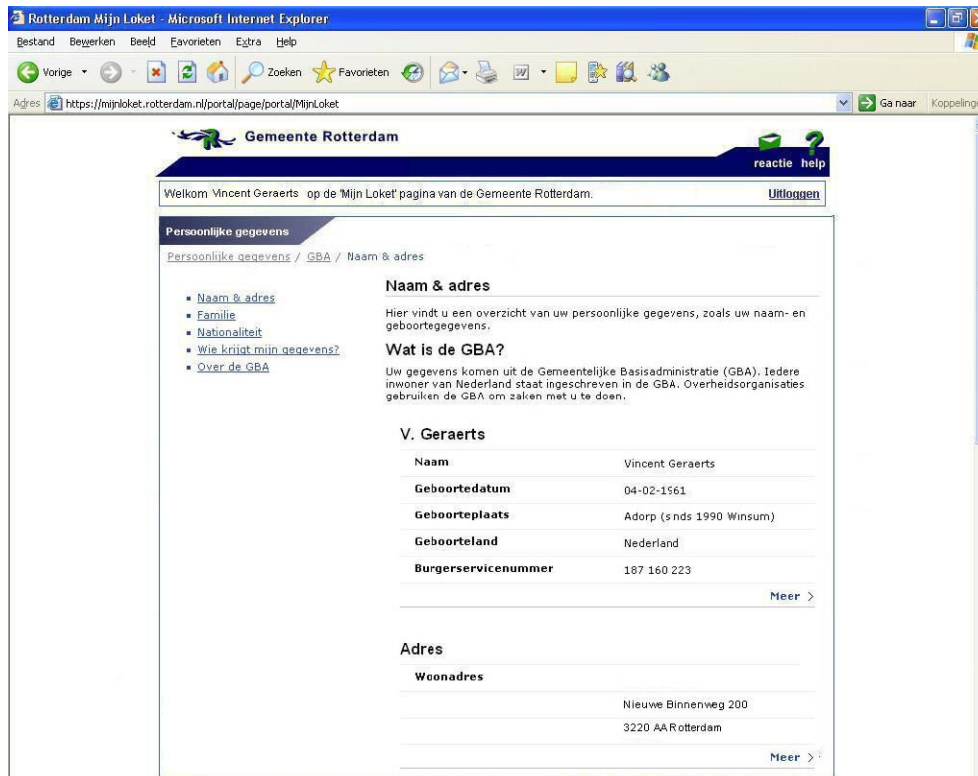 Rotterdam Mijn Loket - Microsoft Internet Explorer
Bestand Bewerken Beeld Favorieten Extra Help
Vorige Zoeken Favorieten
Adres https://mijnloket.rotterdam.nl/portal/page/portal/MijnLoket Ga naar Koppeling
Gemeente Rotterdam
reactie help
Welkom Vincent Geraerts op de 'Mijn Loket' pagina van de Gemeente Rotterdam. Uitloggen
Persoonlijke gegevens
Persoonlijke gegevens / GBA / Naam & adres
Naam & adres
Familie
Nationaliteit
Wie krijgt mijn gegevens?
Over de GBA
Naam & adres
Hier vindt u een overzicht van uw persoonlijke gegevens, zoals uw naam- en
geboortegegevens.
Wat is de GBA?
Uw gegevens komen uit de Gemeentelijke Basisadministratie (GBA). Iedere
inwoner van Nederland staat ingeschreven in de GBA. Overheidsorganisaties
gebruiken de GBA om zaken met u te doen.
V. Geraerts
Naam Vincent Geraerts
Geboortedatum 04-02-1961
Geboorteplaats Adorp (sinds 1990 Winsum)
Geboorteland Nederland
Burgerservicenummer 187 160 223
Meer >
Adres
Woonadres
Nieuwe Binnenweg 200
3220 AA Rotterdam
Meer >